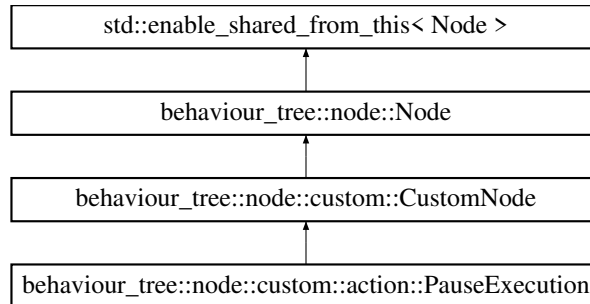 std::enable_shared_from_this< Node >
behaviour_tree::node::Node
behaviour_tree::node::custom::CustomNode
behaviour_tree::node::custom::action::PauseExecution